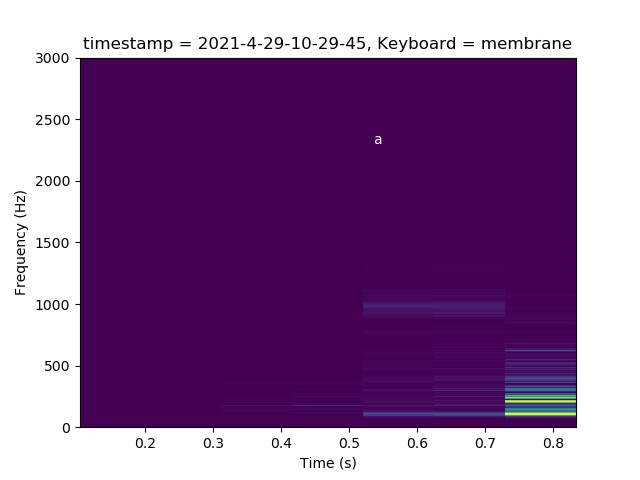 timestamp = 2021-4-29-10-29-45, Keyboard = membrane
3000
2500
2000
1500
1000
500
0
Frequency (Hz)
a
0.2 0.3 0.4 0.5 0.6 0.7 0.8
Time (s)